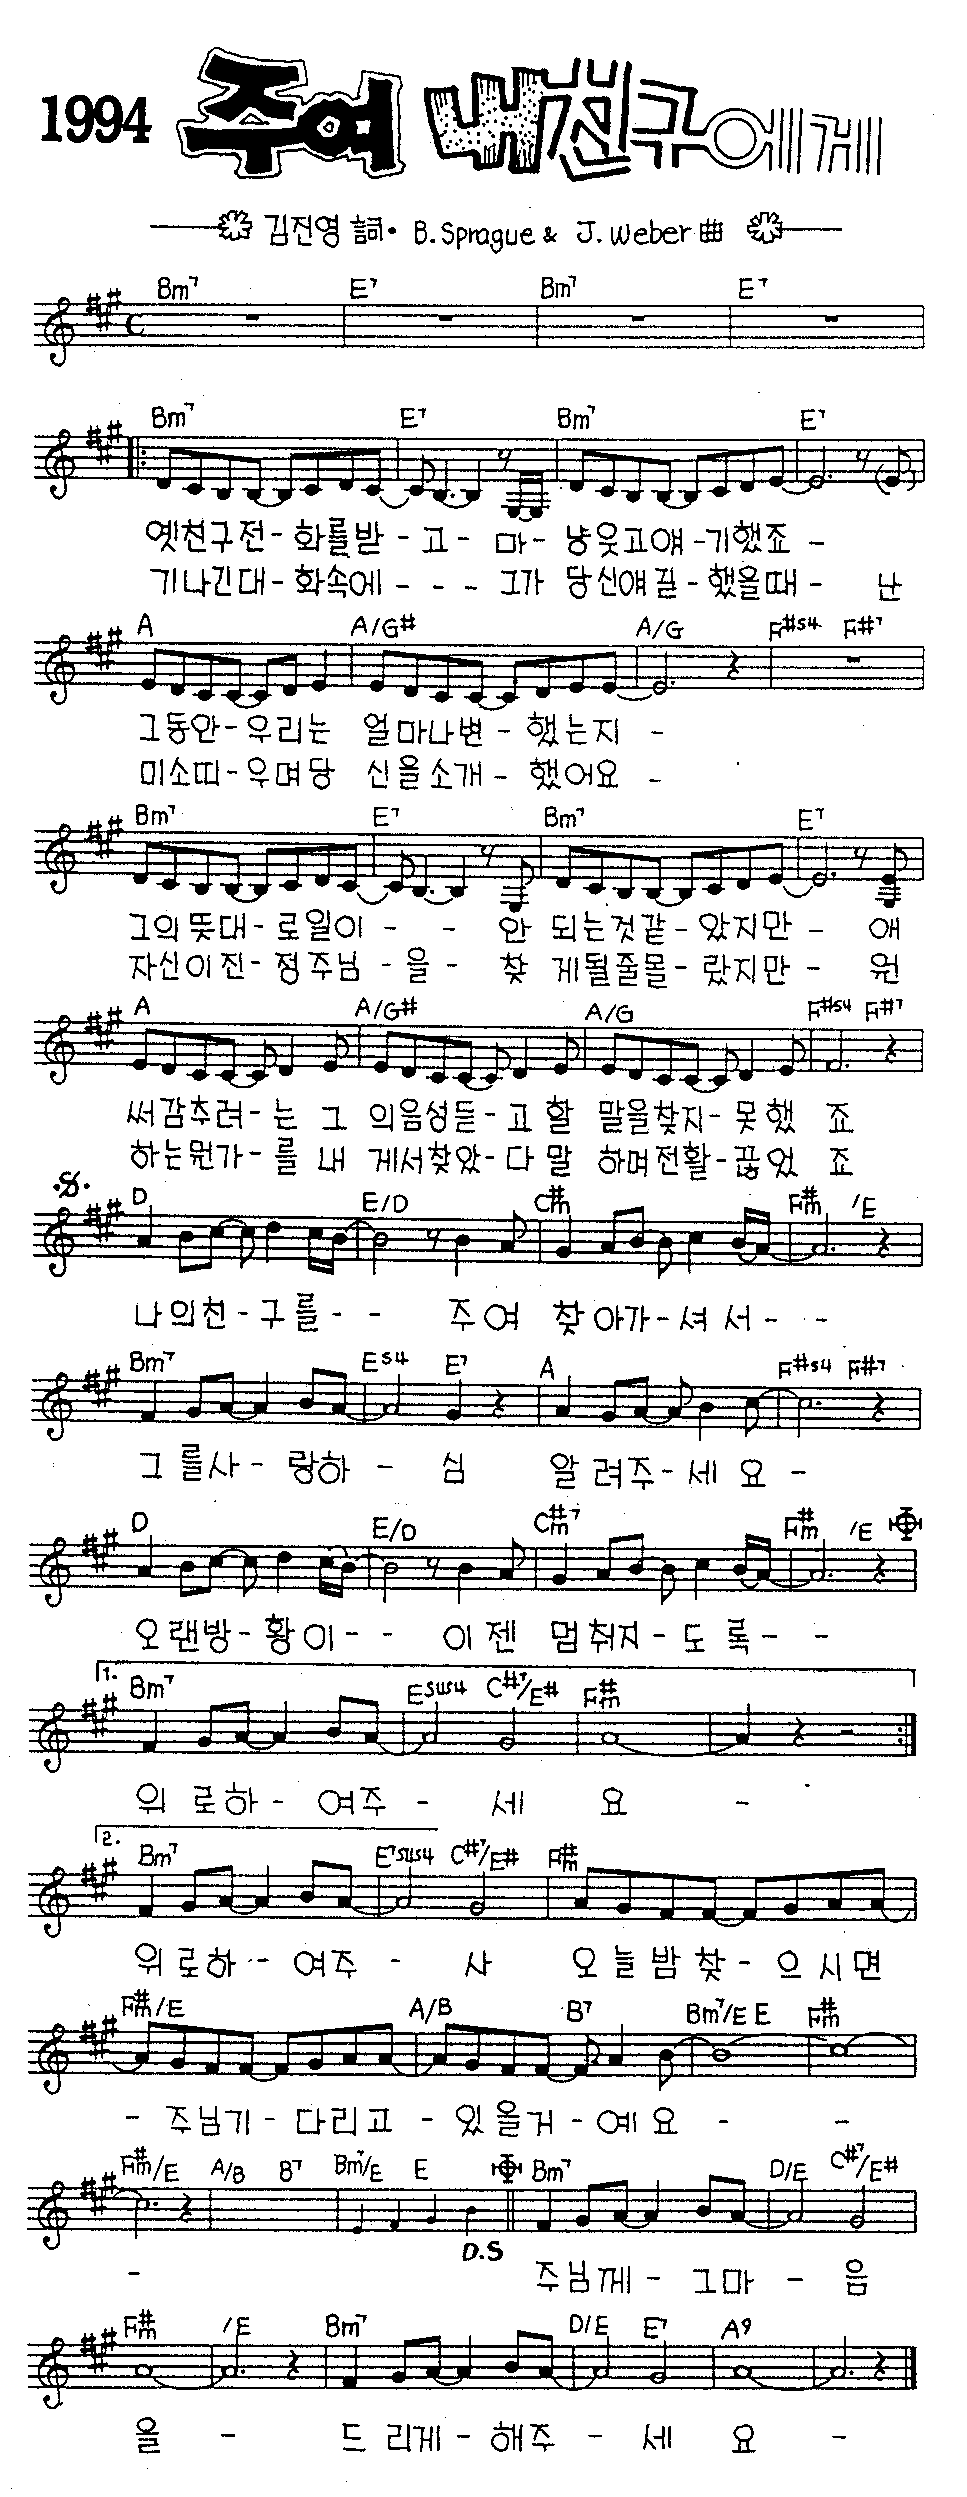 1994 주여 내친구에게
김진영 詞· B. Sprague & J. Weber 曲
Bm7 E7 Bm7 E7
Bm7 E7 Bm7 E7
옛친구전-화를받-고- 마-냥웃고얘-기했죠-
기나긴대-화속에--- 그가 당신얘길-했을때- 난
A A/G# A/G F#s4 F#7
그동안-우리는 얼마나변-했는지-
미소띠-우며당 신을소개-했어요-
Bm7 E7 Bm7 E7
그의뜻대-로일이-- 안 되는것같-았지만- 애
자신이진-정주님-을- 찾 게될줄몰-랐지만- 원
A A/G# A/G F#s4 F#7
써감추려-는 그 의음성듣-고 할 말을찾지-못했 죠
하는뭔가-를 내 게서찾았-다 말 하며전활-끊었 죠
D E/D C#m F#m /E
나의친-구를-- 주여 찾아가-셔서--
Bm7 Es4 E7 A F#s4 F#7
그를사-랑하-심 알려주-세요-
D E/D C#m7 F#m /E
오랜방-황이-- 이젠 멈춰지-도록--
1.
Bm7 Esus4 C#7/E# F#m
위로하-여주-세 요-
2.
Bm7 E7sus4 C#7/E# F#m
위로하-여주-사 오늘밤찾-으시면
F#m/E A/B B7 Bm7/E E F#m
-주님기-다리고-있을거-예요--
F#m/E A/B B7 Bm7/E E Bm7 D/E C#7/E#
D.S
- 주님께-그마-음
F#m /E Bm7 D/E E7 A9
을- 드리게-해주-세 요-